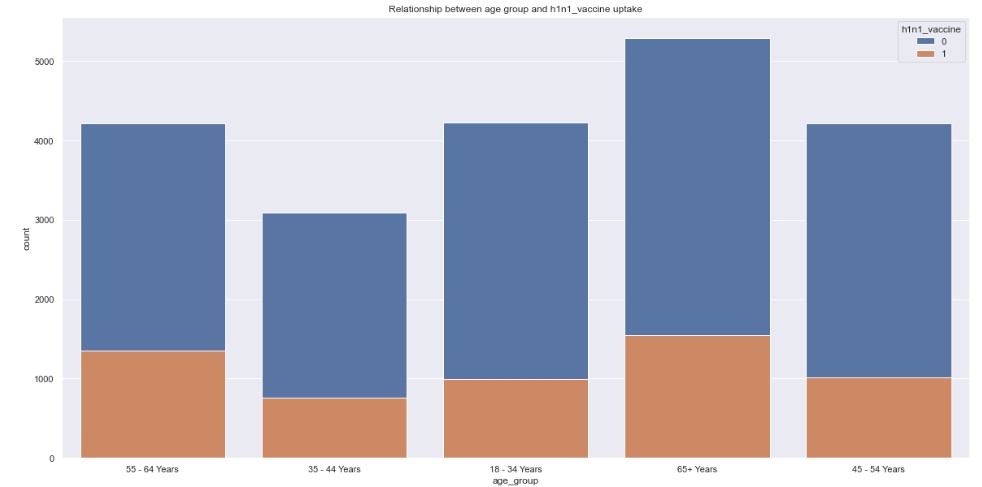 Relationship between age group and h1n1_vaccine uptake
h1n1_vaccine
0
1
5000
4000
3000
2000
1000
0
count
55 - 64 Years
35 - 44 Years
18 - 34 Years
65+ Years
45 - 54 Years
age_group